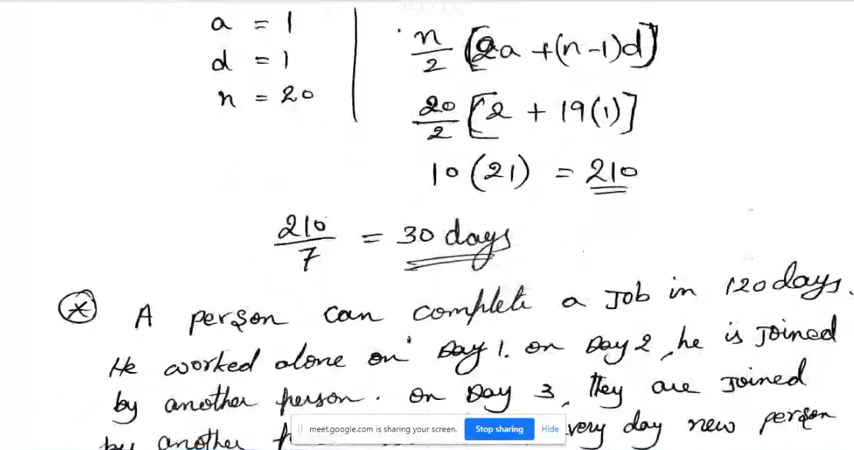 a = 1
d = 1
n = 20
n/2 [2a + (n-1)d]
20/2 [2 + 19(1)]
10 (21) = 210
210/7 = 30 days
* A person can complete a Job in 120 days.
He worked alone on Day 1. on Day 2, he is Joined
by another person. on Day 3, they are Joined
by another
very day new person
meet.google.com is sharing your screen. Stop sharing Hide